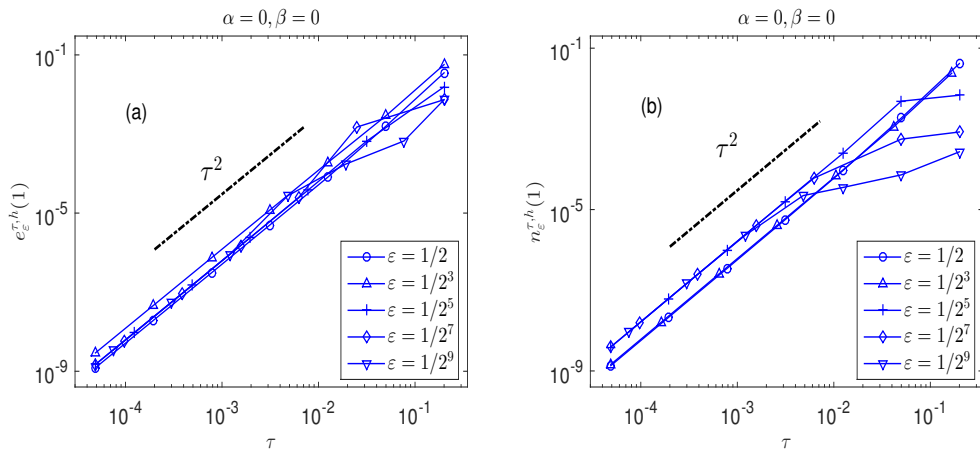 α = 0, β = 0
10⁻¹
10⁻⁵
10⁻⁹
e_ε^{τ,h}(1)
(a)
τ²
ε = 1/2
ε = 1/2³
ε = 1/2⁵
ε = 1/2⁷
ε = 1/2⁹
10⁻⁴ 10⁻³ 10⁻² 10⁻¹
τ
α = 0, β = 0
10⁻¹
10⁻⁵
10⁻⁹
n_ε^{τ,h}(1)
(b)
τ²
ε = 1/2
ε = 1/2³
ε = 1/2⁵
ε = 1/2⁷
ε = 1/2⁹
10⁻⁴ 10⁻³ 10⁻² 10⁻¹
τ